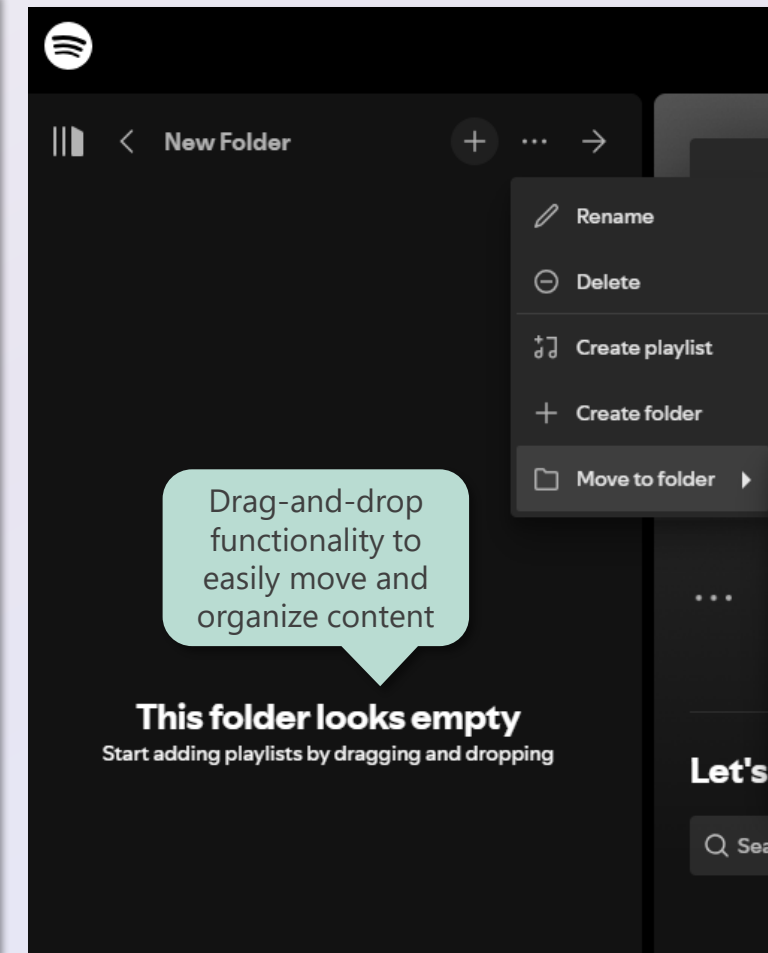 New Folder
Rename
Delete
Create playlist
Create folder
Move to folder
Drag-and-drop
functionality to
easily move and
organize content
This folder looks empty
Start adding playlists by dragging and dropping
Let's